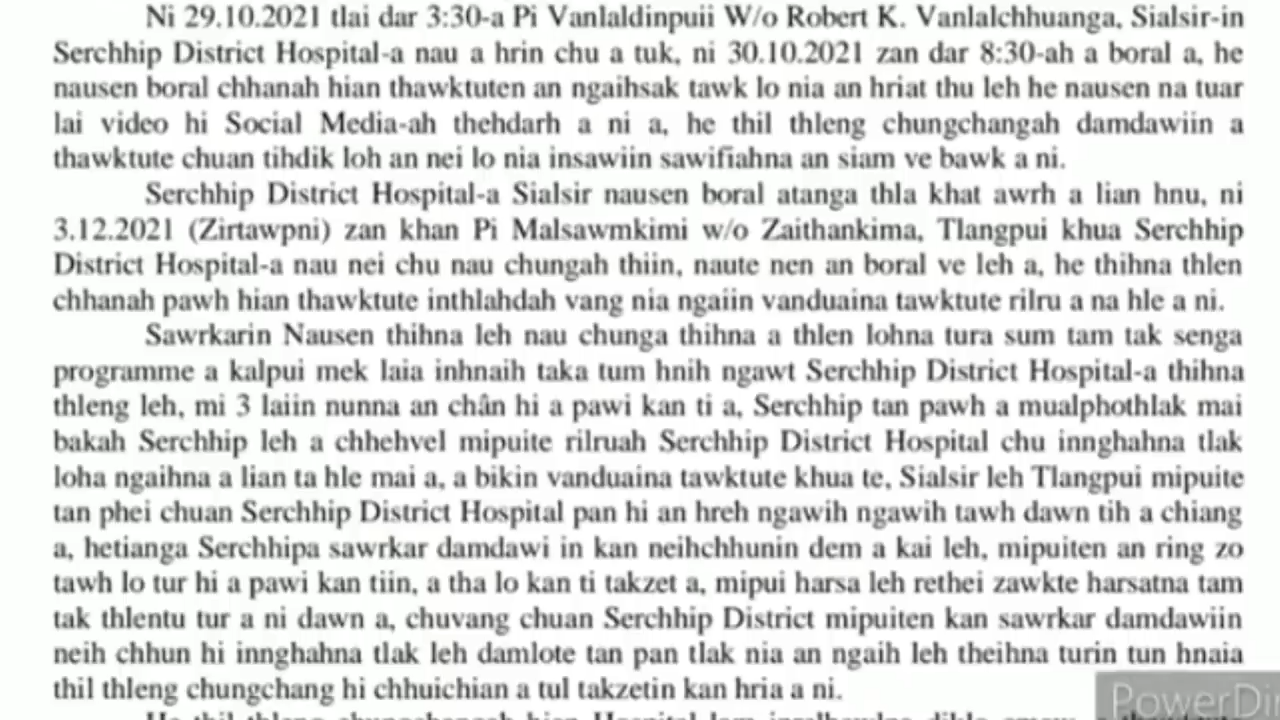 Ni 29.10.2021 tlai dar 3:30-a Pi Vanlaldinpuii W/o Robert K. Vanlalchhuanga, Sialsir-in
Serchhip District Hospital-a nau a hrin chu a tuk, ni 30.10.2021 zan dar 8:30-ah a boral a, he
nausen boral chhanah hian thawktuten an ngaihsak tawk lo nia an hriat thu leh he nausen na tuar
lai video hi Social Media-ah thehdarh a ni a, he thil thleng chungchangah damdawiin a
thawktute chuan tihdik loh an nei lo nia insawiin sawifiahna an siam ve bawk a ni.
Serchhip District Hospital-a Sialsir nausen boral atanga thla khat awrh a lian hnu, ni
3.12.2021 (Zirtawpni) zan khan Pi Malsawmkimi w/o Zaithankima, Tlangpui khua Serchhip
District Hospital-a nau nei chu nau chungah thiin, naute nen an boral ve leh a, he thihna thlen
chhanah pawh hian thawktute inthlahdah vang nia ngaiin vanduaina tawktute rilru a na hle a ni.
Sawrkarin Nausen thihna leh nau chunga thihna a thlen lohna tura sum tam tak senga
programme a kalpui mek laia inhnaih taka tum hnih ngawt Serchhip District Hospital-a thihna
thleng leh, mi 3 laiin nunna an chân hi a pawi kan ti a, Serchhip tan pawh a mualphothlak mai
bakah Serchhip leh a chhehvel mipuite rilruah Serchhip District Hospital chu innghahna tlak
loha ngaihna a lian ta hle mai a, a bikin vanduaina tawktute khua te, Sialsir leh Tlangpui mipuite
tan phei chuan Serchhip District Hospital pan hi an hreh ngawih ngawih tawh dawn tih a chiang
a, hetianga Serchhipa sawrkar damdawi in kan neihchhunin dem a kai leh, mipuiten an ring zo
tawh lo tur hi a pawi kan tiin, a tha lo kan ti takzet a, mipui harsa leh rethei zawkte harsatna tam
tak thlentu tur a ni dawn a, chuvang chuan Serchhip District mipuiten kan sawrkar damdawiin
neih chhun hi innghahna tlak leh damlote tan pan tlak nia an ngaih leh theihna turin tun hnaia
thil thleng chungchang hi chhuichian a tul takzetin kan hria a ni.
PowerDi